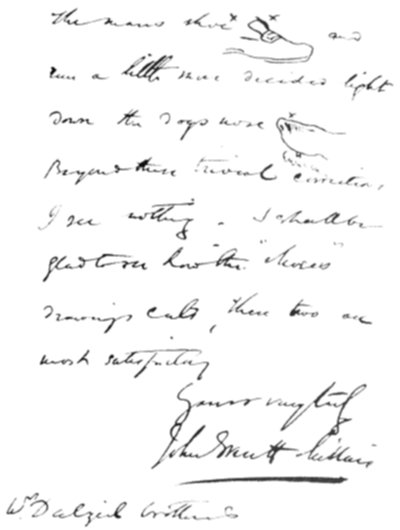 The mans shoe x and
run a little more decided light
down the Dogs nose
Beyond these trivial corrections,
I see nothing. I shall be
glad to see how the "Moses"
drawings cuts, these two are
most satisfactory
Yours very truly
John Everett Millais
Dalziel Brothers